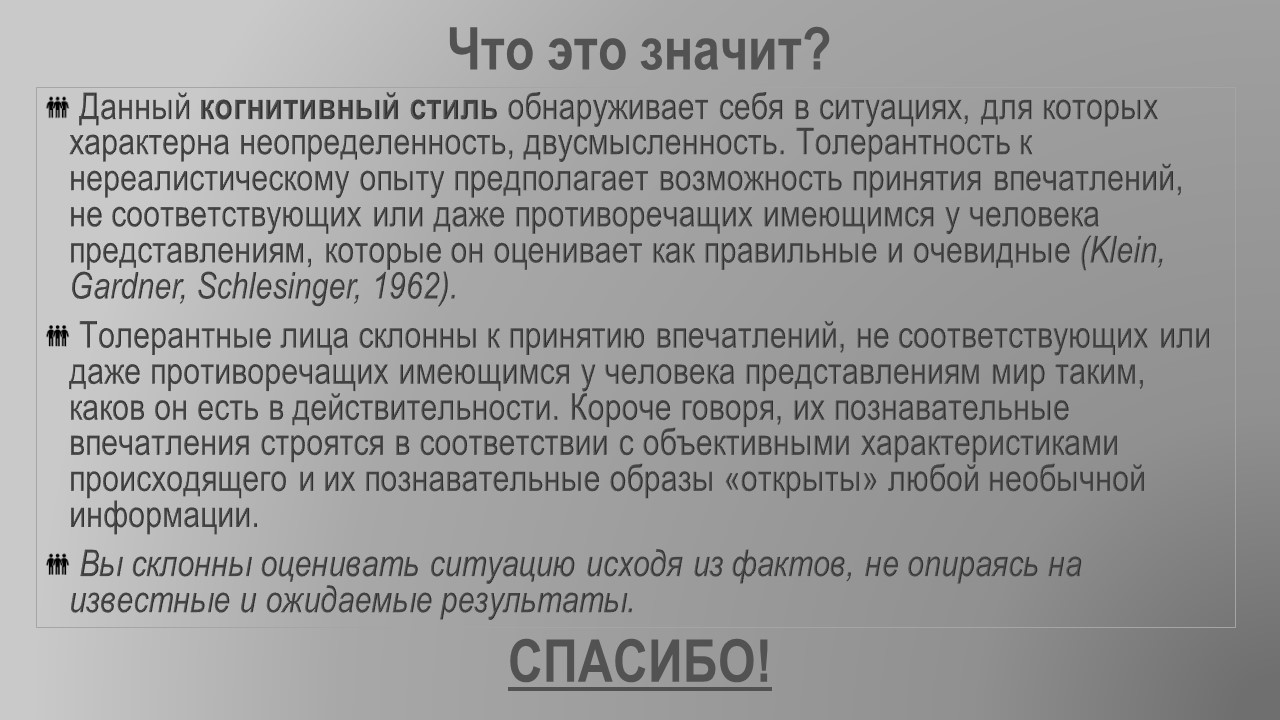 Что это значит?
Данный когнитивный стиль обнаруживает себя в ситуациях, для которых
характерна неопределенность, двусмысленность. Толерантность к
нереалистическому опыту предполагает возможность принятия впечатлений,
не соответствующих или даже противоречащих имеющимся у человека
представлениям, которые он оценивает как правильные и очевидные (Klein,
Gardner, Schlesinger, 1962).
Толерантные лица склонны к принятию впечатлений, не соответствующих или
даже противоречащих имеющимся у человека представлениям мир таким,
каков он есть в действительности. Короче говоря, их познавательные
впечатления строятся в соответствии с объективными характеристиками
происходящего и их познавательные образы «открыты» любой необычной
информации.
Вы склонны оценивать ситуацию исходя из фактов, не опираясь на
известные и ожидаемые результаты.
СПАСИБО!